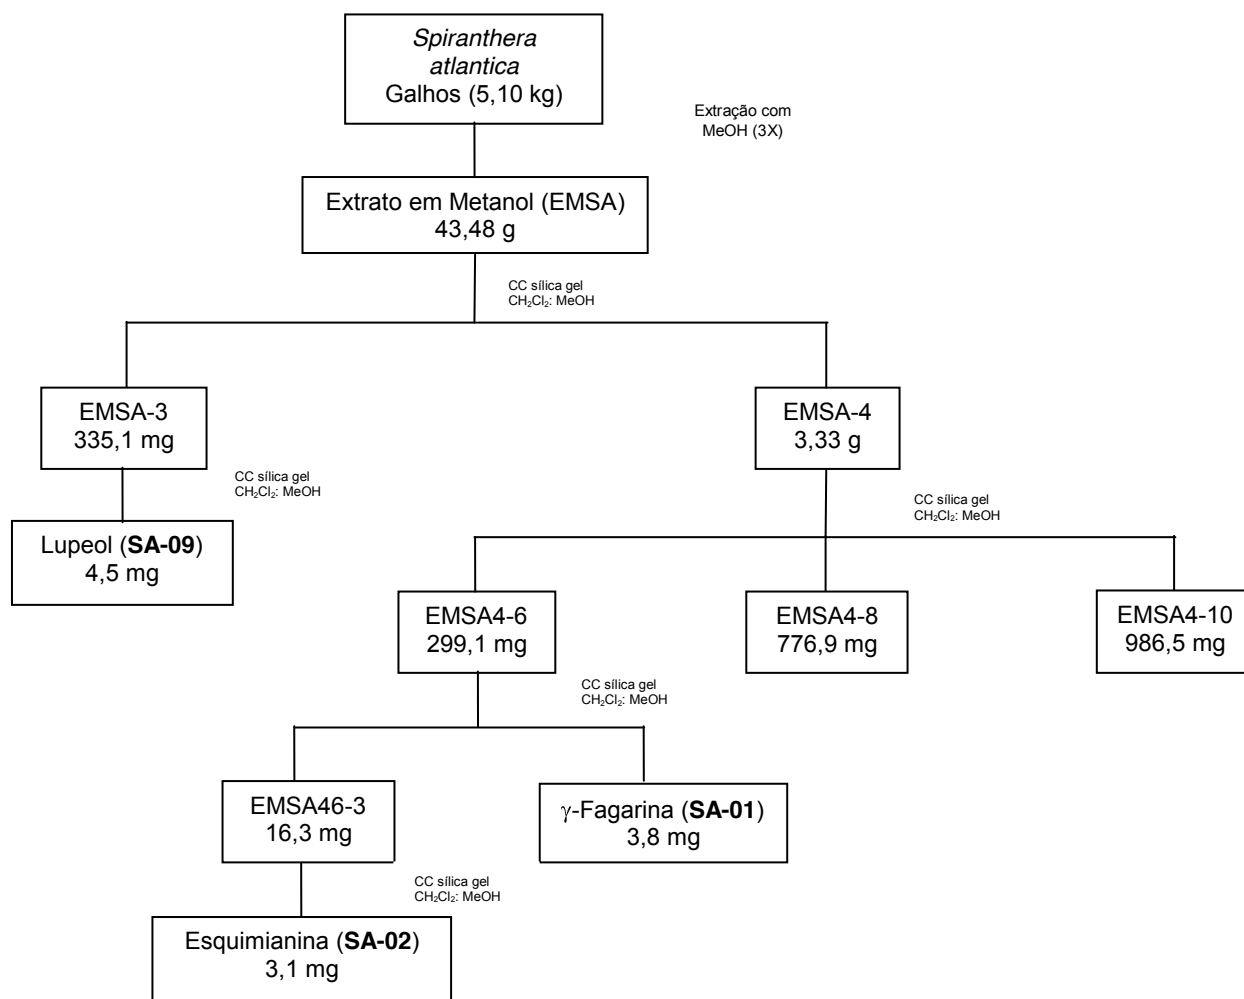 Spiranthera
atlantica
Galhos (5,10 kg)
Extração com
MeOH (3X)
Extrato em Metanol (EMSA)
43,48 g
CC sílica gel
CH₂Cl₂: MeOH
EMSA-3
335,1 mg
EMSA-4
3,33 g
CC sílica gel
CH₂Cl₂: MeOH
CC sílica gel
CH₂Cl₂: MeOH
Lupeol (SA-09)
4,5 mg
EMSA4-6
299,1 mg
EMSA4-8
776,9 mg
EMSA4-10
986,5 mg
CC sílica gel
CH₂Cl₂: MeOH
EMSA46-3
16,3 mg
γ-Fagarina (SA-01)
3,8 mg
CC sílica gel
CH₂Cl₂: MeOH
Esquimianina (SA-02)
3,1 mg